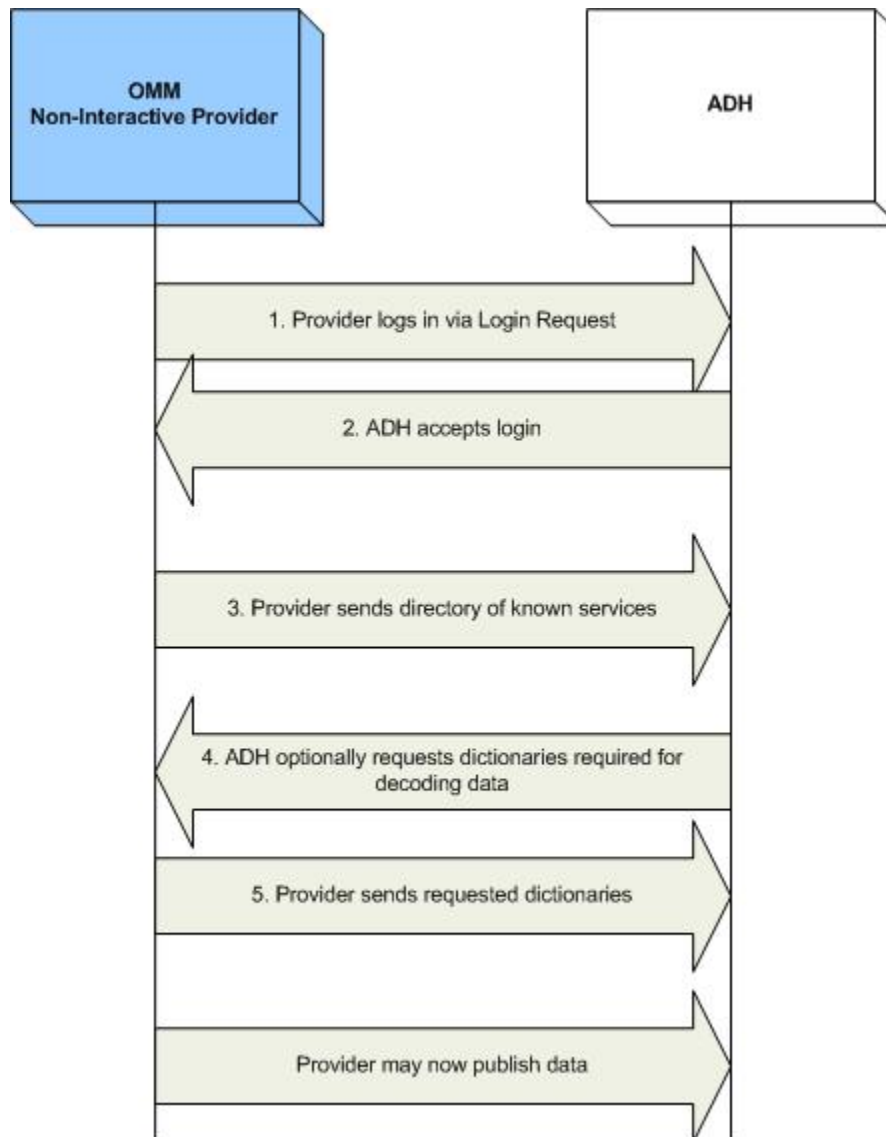 OMM
Non-Interactive Provider
ADH
1. Provider logs in via Login Request
2. ADH accepts login
3. Provider sends directory of known services
4. ADH optionally requests dictionaries required for
decoding data
5. Provider sends requested dictionaries
Provider may now publish data